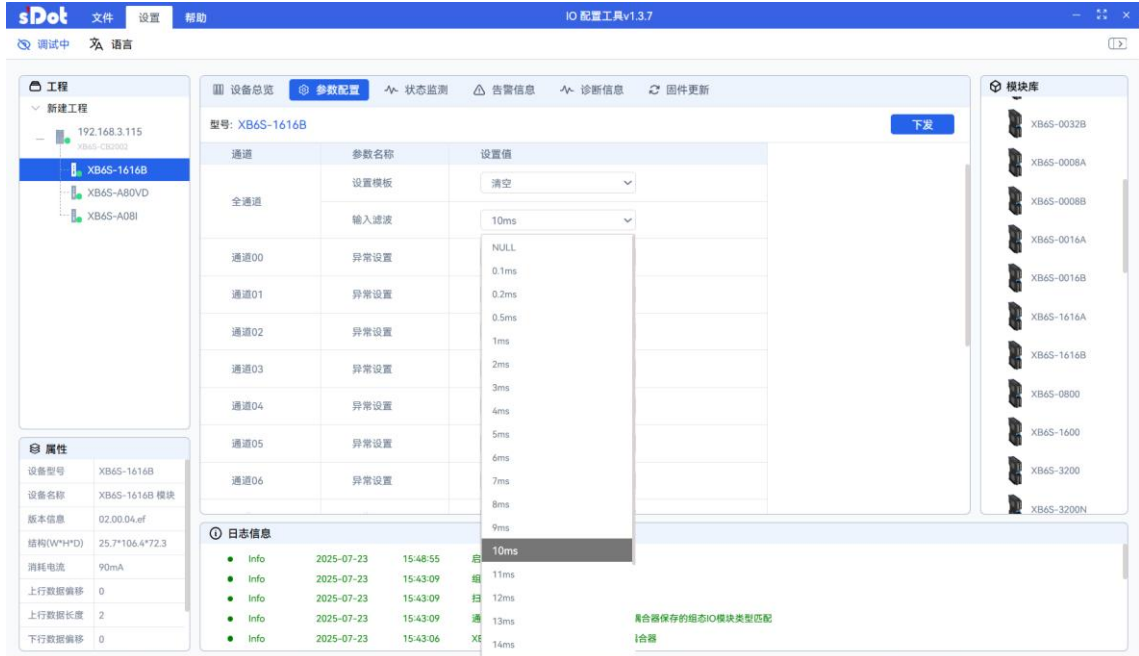 sDot 文件 设置 帮助 IO 配置工具v1.3.7
调试中 语言
工程
新建工程
192.168.3.115
XB6S-CB2002
XB6S-1616B
XB6S-A80VD
XB6S-A08I
设备总览 参数配置 状态监测 告警信息 诊断信息 固件更新
型号: XB6S-1616B 下发
通道 参数名称 设置值
全通道
设置模板 清空
输入滤波 10ms
通道00 异常设置
通道01 异常设置
通道02 异常设置
通道03 异常设置
通道04 异常设置
通道05 异常设置
通道06 异常设置
NULL
0.1ms
0.2ms
0.5ms
1ms
2ms
3ms
4ms
5ms
6ms
7ms
8ms
9ms
10ms
11ms
12ms
13ms
14ms
模块库
XB6S-0032B
XB6S-0008A
XB6S-0008B
XB6S-0016A
XB6S-0016B
XB6S-1616A
XB6S-1616B
XB6S-0800
XB6S-1600
XB6S-3200
XB6S-3200N
属性
设备型号 XB6S-1616B
设备名称 XB6S-1616B 模块
版本信息 02.00.04.ef
结构(W*H*D) 25.7*106.4*72.3
消耗电流 90mA
上行数据偏移 0
上行数据长度 2
下行数据偏移 0
日志信息
Info 2025-07-23 15:48:55 启
Info 2025-07-23 15:43:09 组
Info 2025-07-23 15:43:09 扫
Info 2025-07-23 15:43:09 通 耦合器保存的组态IO模块类型匹配
Info 2025-07-23 15:43:06 XE 合器